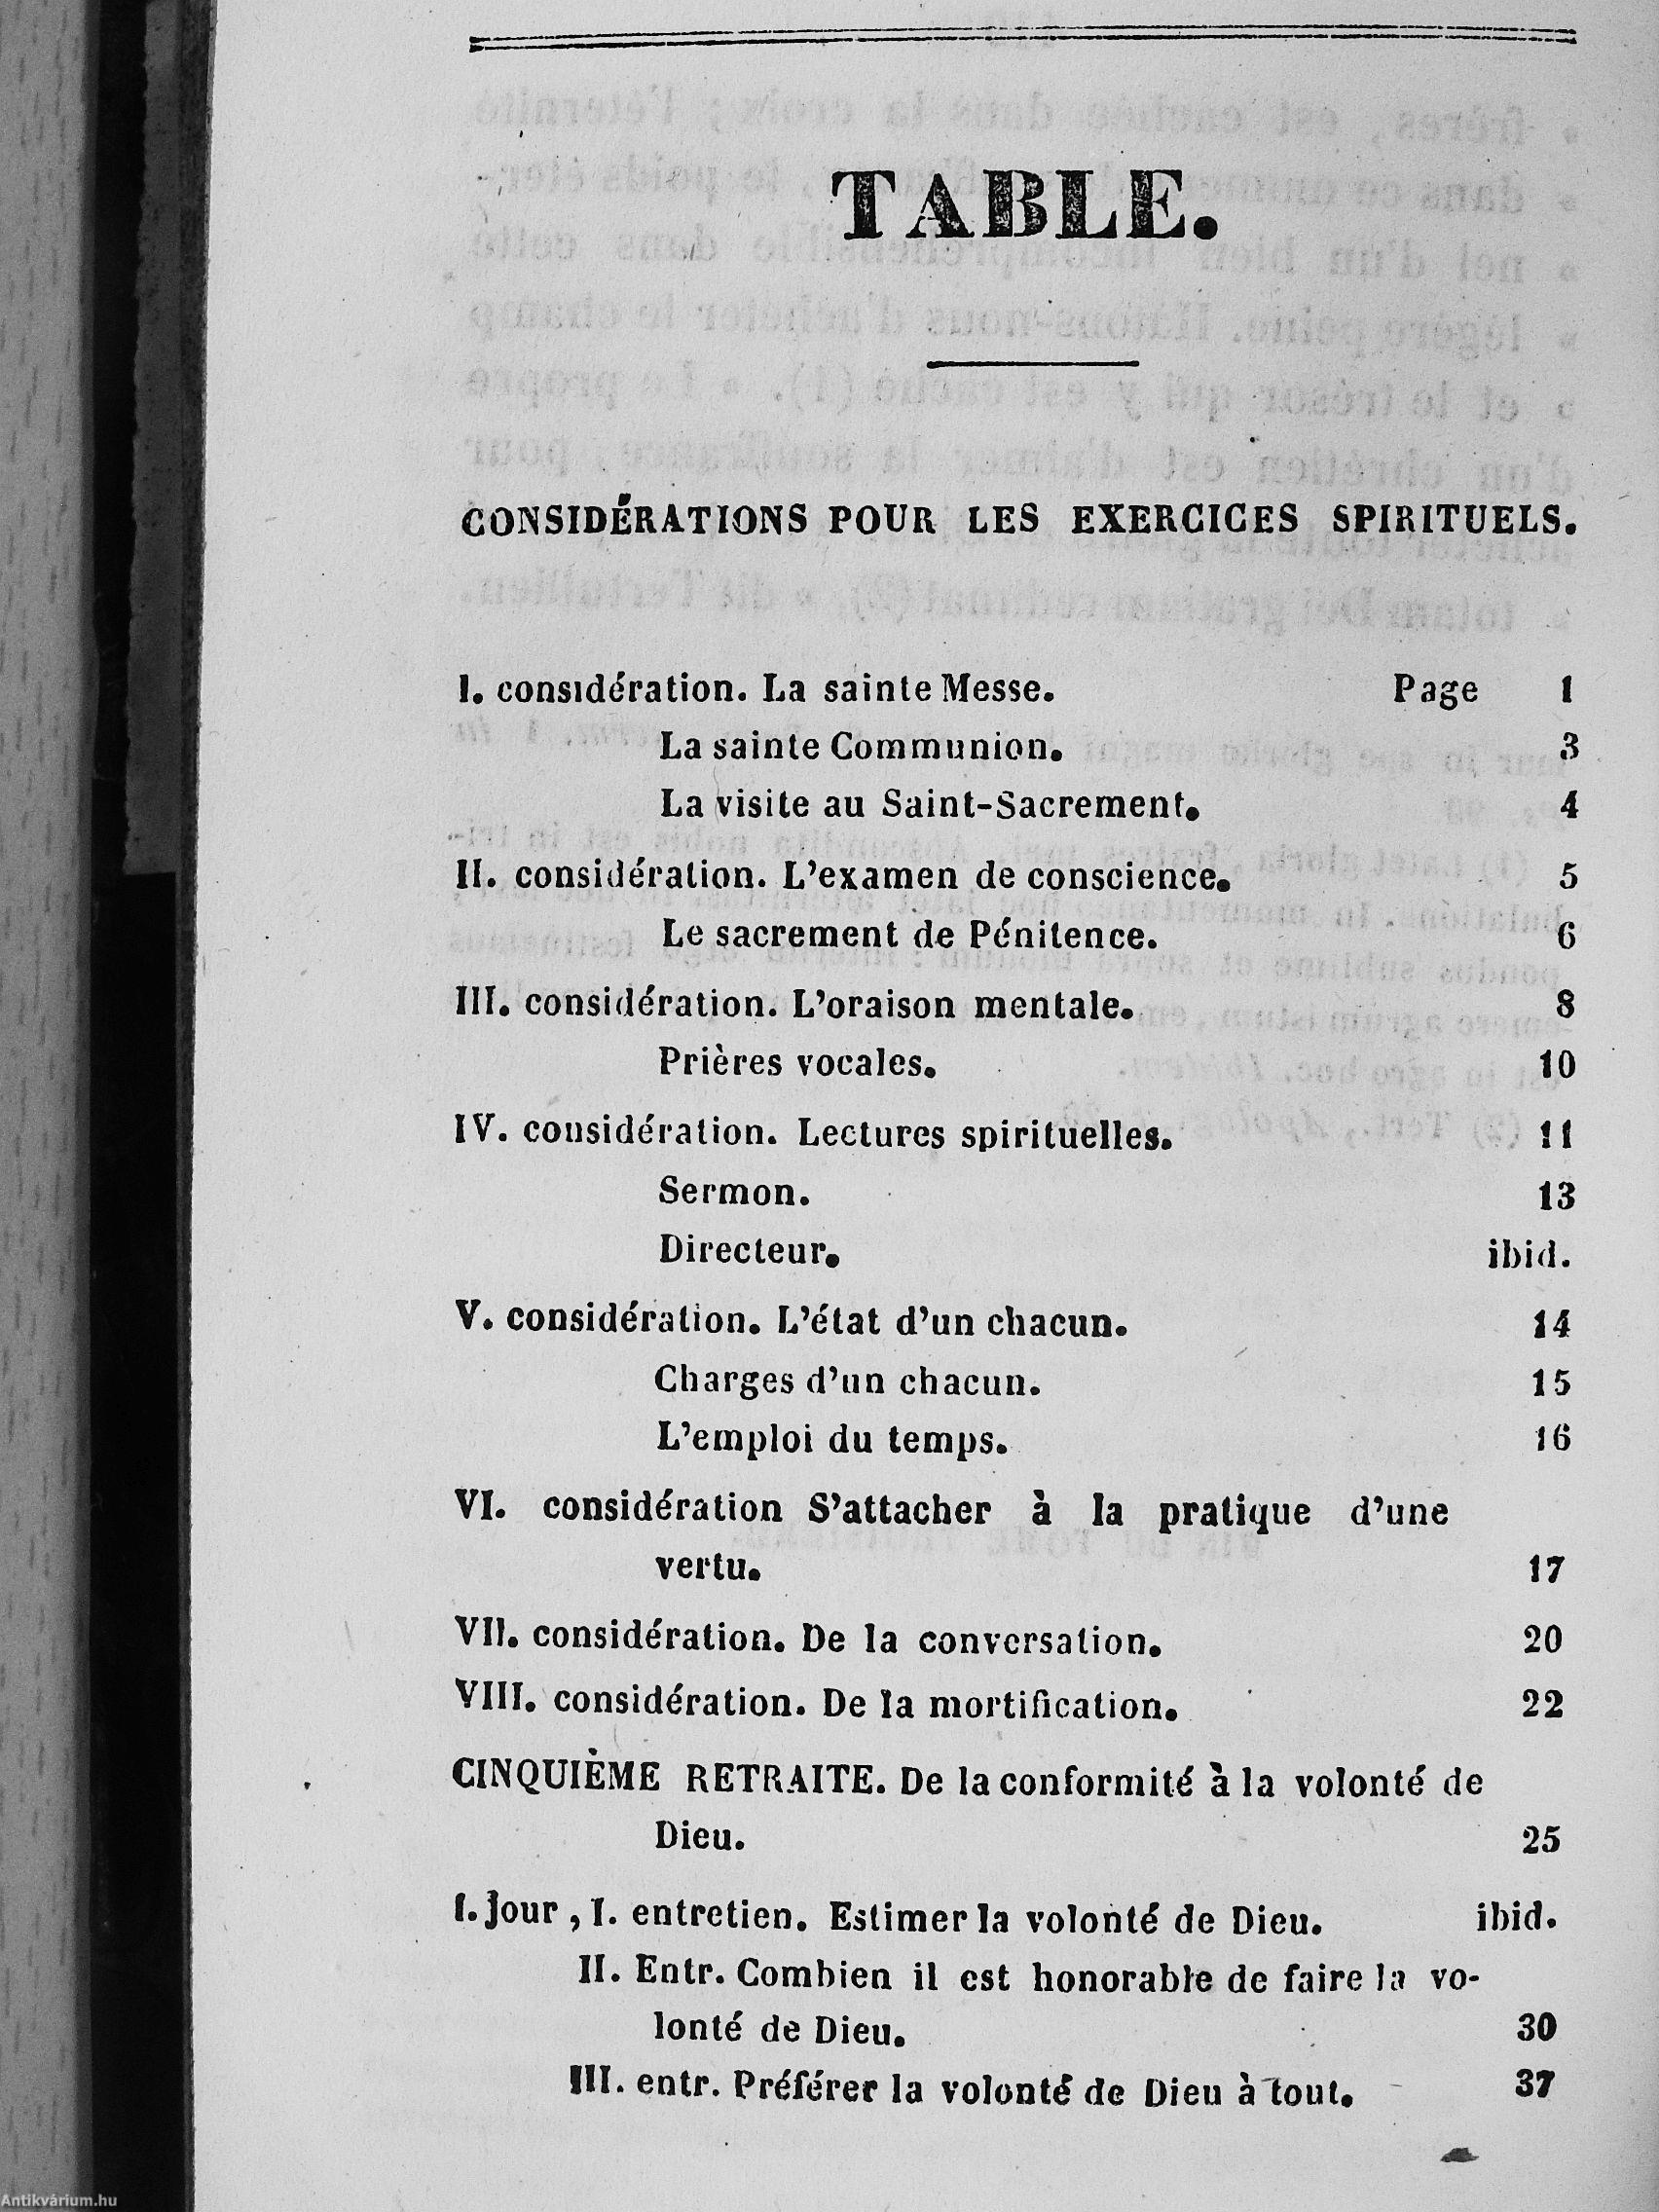 TABLE.
CONSIDÉRATIONS POUR LES EXERCICES SPIRITUELS.
I. considération. La sainte Messe. Page 1
La sainte Communion. 3
La visite au Saint-Sacrement. 4
II. considération. L'examen de conscience. 5
Le sacrement de Pénitence. 6
III. considération. L'oraison mentale. 8
Prières vocales. 10
IV. considération. Lectures spirituelles. 11
Sermon. 13
Directeur. ibid.
V. considération. L'état d'un chacun. 14
Charges d'un chacun. 15
L'emploi du temps. 16
VI. considération S'attacher à la pratique d'une
vertu. 17
VII. considération. De la conversation. 20
VIII. considération. De la mortification. 22
CINQUIÈME RETRAITE. De la conformité à la volonté de
Dieu. 25
I. Jour, I. entretien. Estimer la volonté de Dieu. ibid.
II. Entr. Combien il est honorable de faire la vo-
lonté de Dieu. 30
III. entr. Préférer la volonté de Dieu à tout. 37
Antikvárium.hu